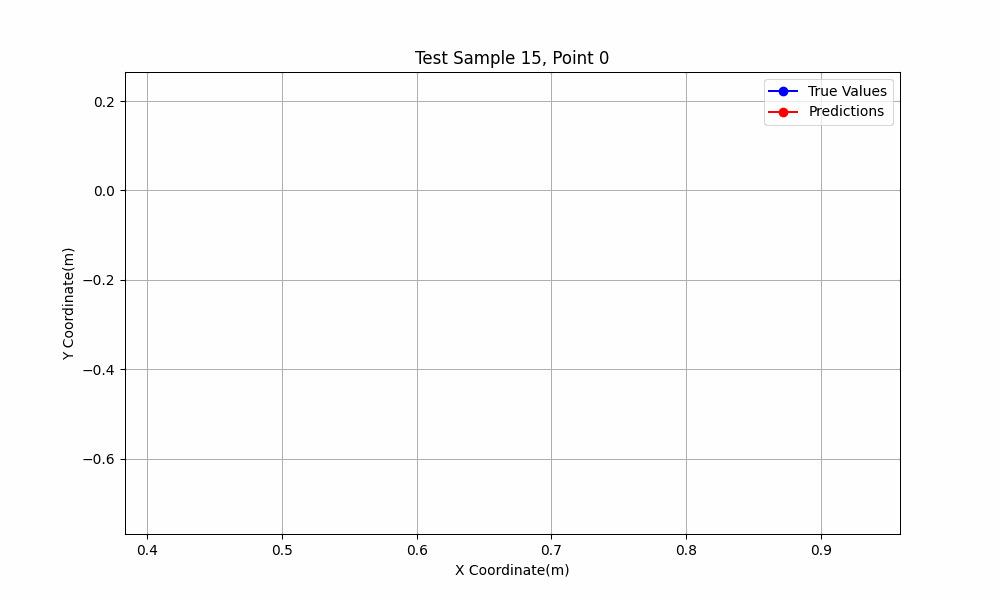 Test Sample 15, Point 0
True Values
Predictions
0.2
0.0
−0.2
−0.4
−0.6
Y Coordinate(m)
0.4 0.5 0.6 0.7 0.8 0.9
X Coordinate(m)